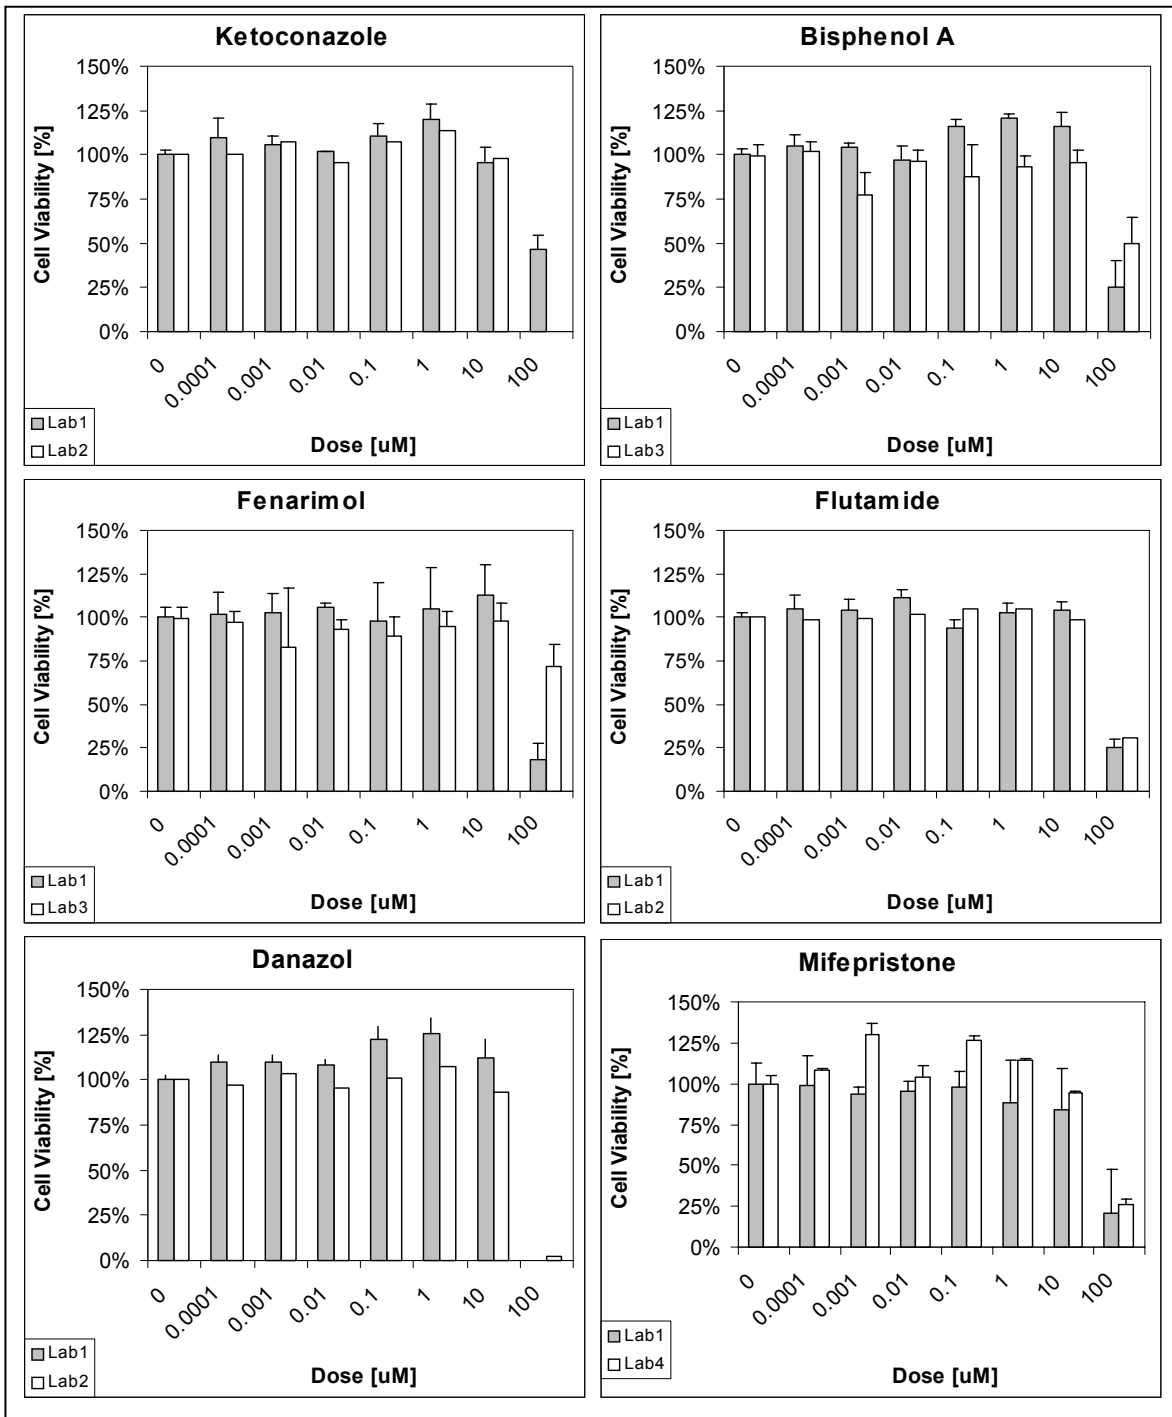 Ketoconazole
150%
125%
100%
75%
50%
25%
0%
Cell Viability [%]
0 0.0001 0.001 0.01 0.1 1 10 100
Dose [uM]
Lab1
Lab2
Bisphenol A
150%
125%
100%
75%
50%
25%
0%
Cell Viability [%]
0 0.0001 0.001 0.01 0.1 1 10 100
Dose [uM]
Lab1
Lab3
Fenarimol
150%
125%
100%
75%
50%
25%
0%
Cell Viability [%]
0 0.0001 0.001 0.01 0.1 1 10 100
Dose [uM]
Lab1
Lab3
Flutamide
150%
125%
100%
75%
50%
25%
0%
Cell Viability [%]
0 0.0001 0.001 0.01 0.1 1 10 100
Dose [uM]
Lab1
Lab2
Danazol
150%
125%
100%
75%
50%
25%
0%
Cell Viability [%]
0 0.0001 0.001 0.01 0.1 1 10 100
Dose [uM]
Lab1
Lab2
Mifepristone
150%
125%
100%
75%
50%
25%
0%
Cell Viability [%]
0 0.0001 0.001 0.01 0.1 1 10 100
Dose [uM]
Lab1
Lab4